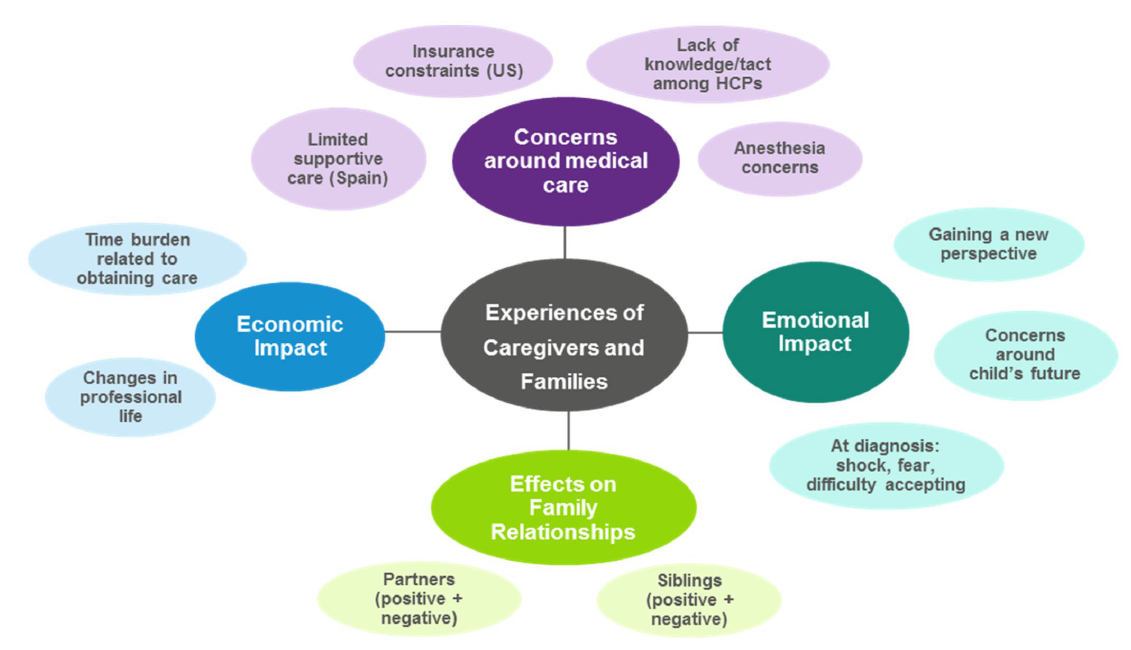 Insurance
constraints (US)
Lack of
knowledge/tact
among HCPs
Limited
supportive
care (Spain)
Concerns
around medical
care
Anesthesia
concerns
Time burden
related to
obtaining care
Gaining a new
perspective
Economic
Impact
Experiences of
Caregivers and
Families
Emotional
Impact
Concerns
around
child’s future
Changes in
professional
life
At diagnosis:
shock, fear,
difficulty accepting
Effects on
Family
Relationships
Partners
(positive +
negative)
Siblings
(positive +
negative)